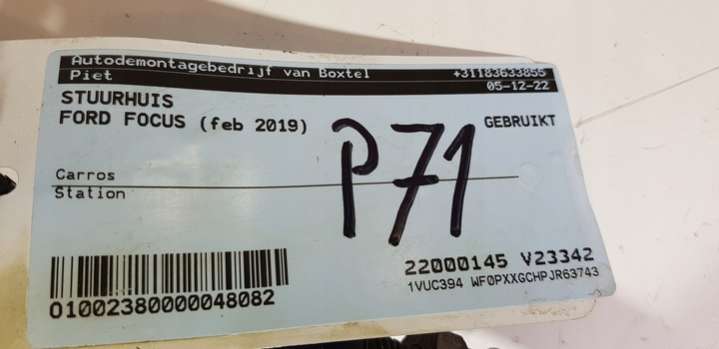 Autodemontagebedrijf van Boxtel +31183633855
Piet 05-12-22
STUURHUIS
FORD FOCUS (feb 2019) GEBRUIKT
P71
Carros
Station
22000145 V23342
1VUC394 WF0PXXGCHPJR63743
01002380000048082